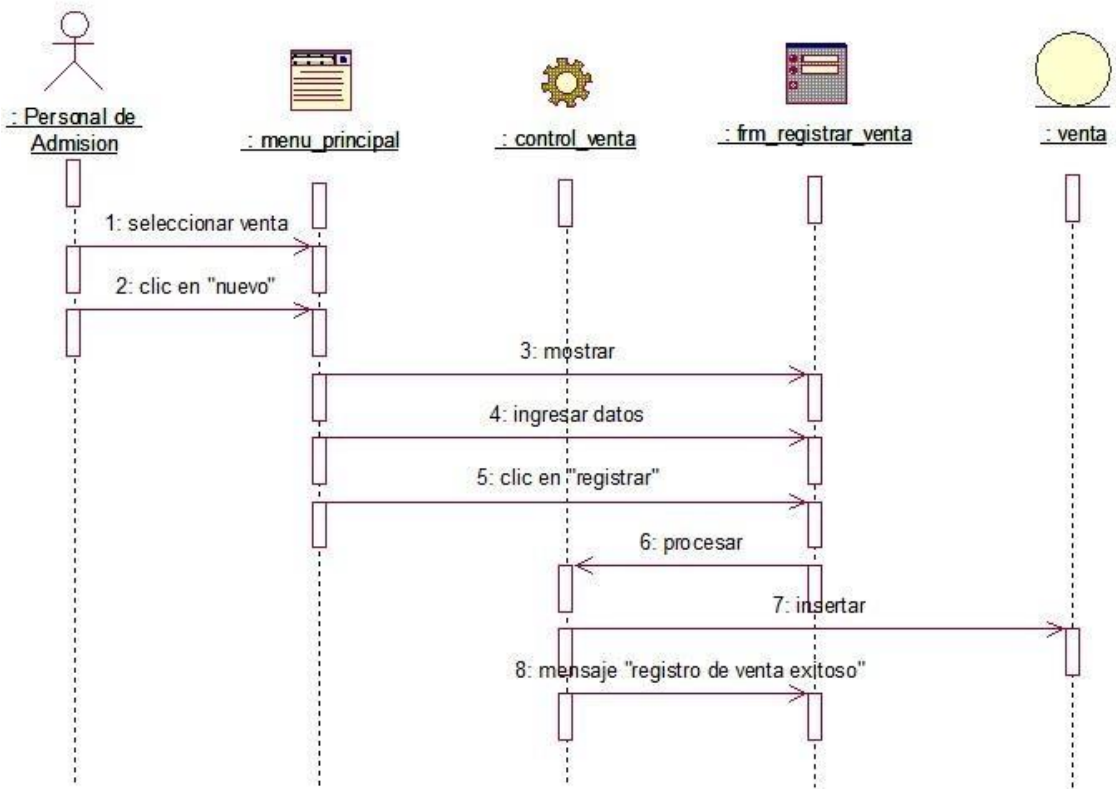 : Personal de
Admision
: menu_principal
: control_venta
: frm_registrar_venta
: venta
1: seleccionar venta
2: clic en "nuevo"
3: mostrar
4: ingresar datos
5: clic en "registrar"
6: procesar
7: insertar
8: mensaje "registro de venta exitoso"